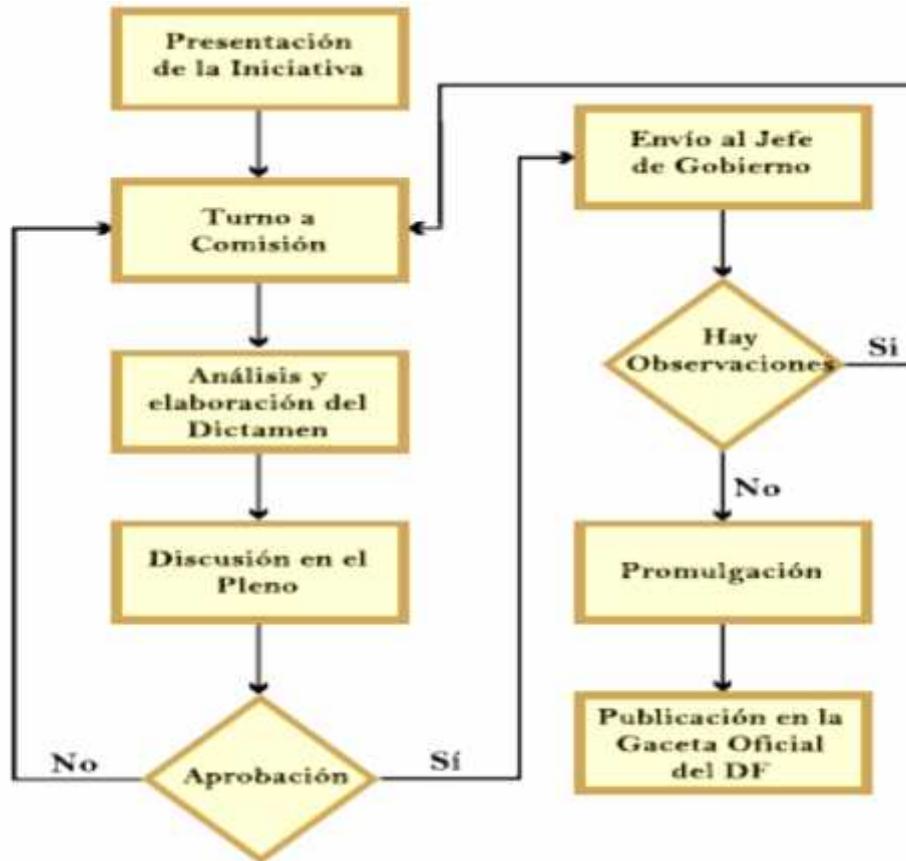 Presentación
de la Iniciativa
Turno a
Comisión
Análisis y
elaboración del
Dictamen
Discusión en el
Pleno
Aprobación
No
Sí
Envío al Jefe
de Gobierno
Hay
Observaciones
Si
No
Promulgación
Publicación en la
Gaceta Oficial
del DF